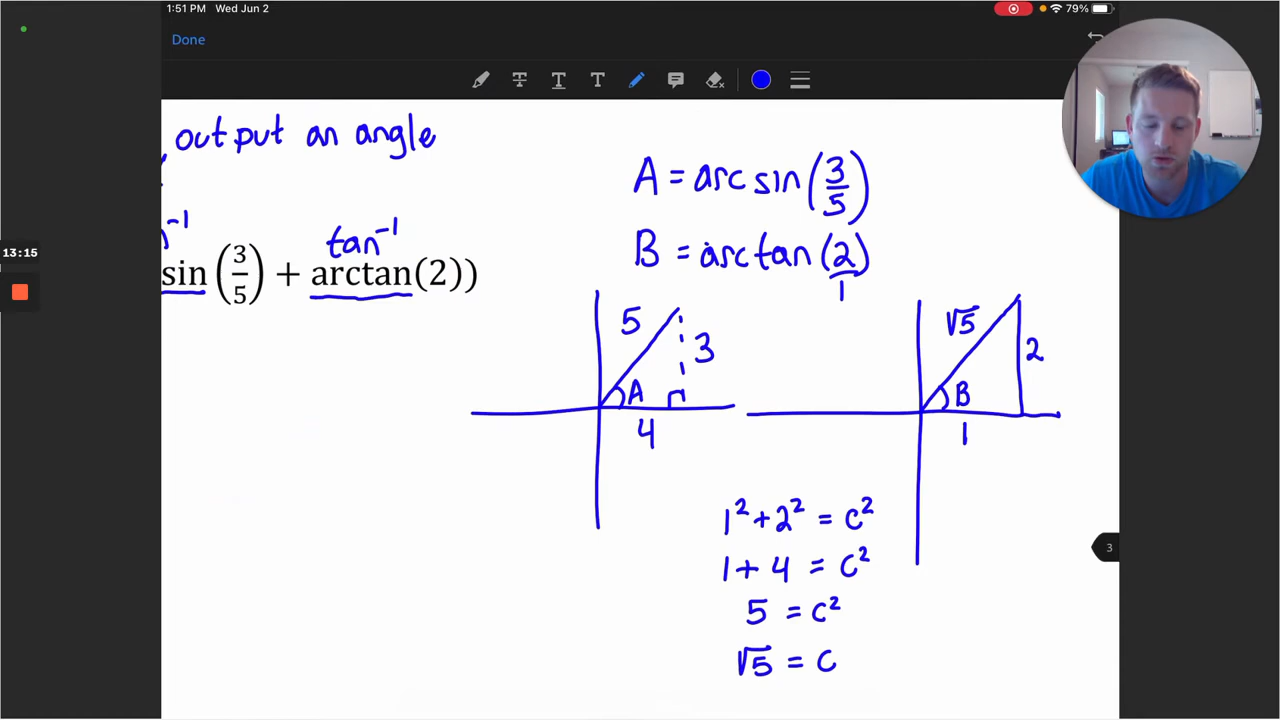 1:51 PM Wed Jun 2
79%
Done
output an angle
A = arcsin(3/5)
n⁻¹
tan⁻¹
13:15
B = arctan(2)
1
sin(3/5) + arctan(2))
5
3
A
4
√5
2
B
1
3
1² + 2² = c²
1 + 4 = c²
5 = c²
√5 = c